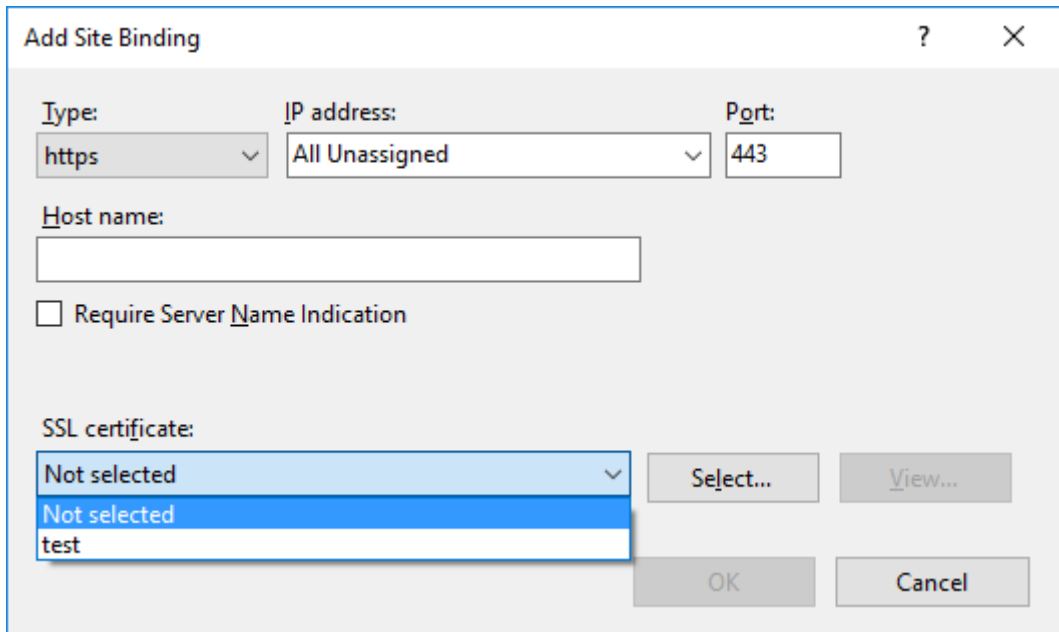 Add Site Binding ?
Type: IP address: Port:
https All Unassigned 443
Host name:
Require Server Name Indication
SSL certificate:
Not selected Select... View...
Not selected
test
OK Cancel